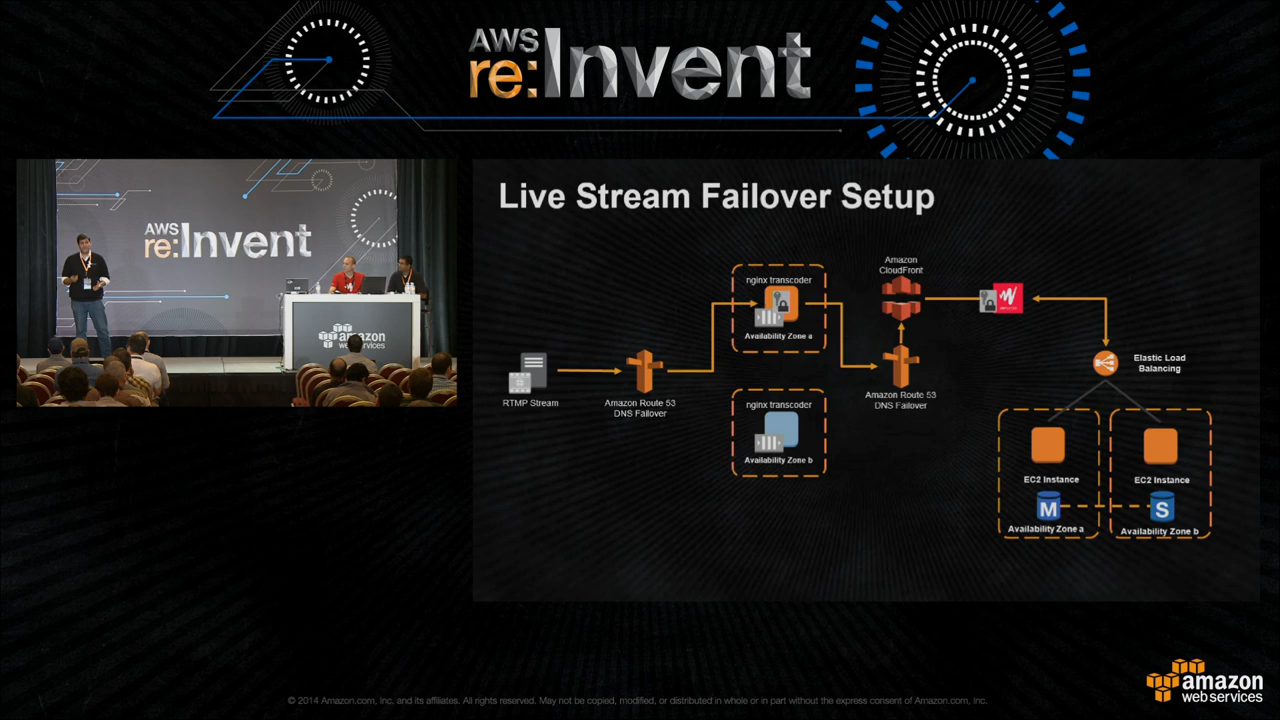 AWS
re:Invent
AWS
re:Invent
amazon
web services
Live Stream Failover Setup
RTMP Stream
Amazon Route 53
DNS Failover
nginx transcoder
Availability Zone a
nginx transcoder
Availability Zone b
Amazon
CloudFront
Amazon Route 53
DNS Failover
Elastic Load
Balancing
EC2 Instance
M
Availability Zone a
EC2 Instance
S
Availability Zone b
© 2014 Amazon.com, Inc. and its affiliates. All rights reserved. May not be copied, modified, or distributed in whole or in part without the express consent of Amazon.com, Inc.
amazon
web services